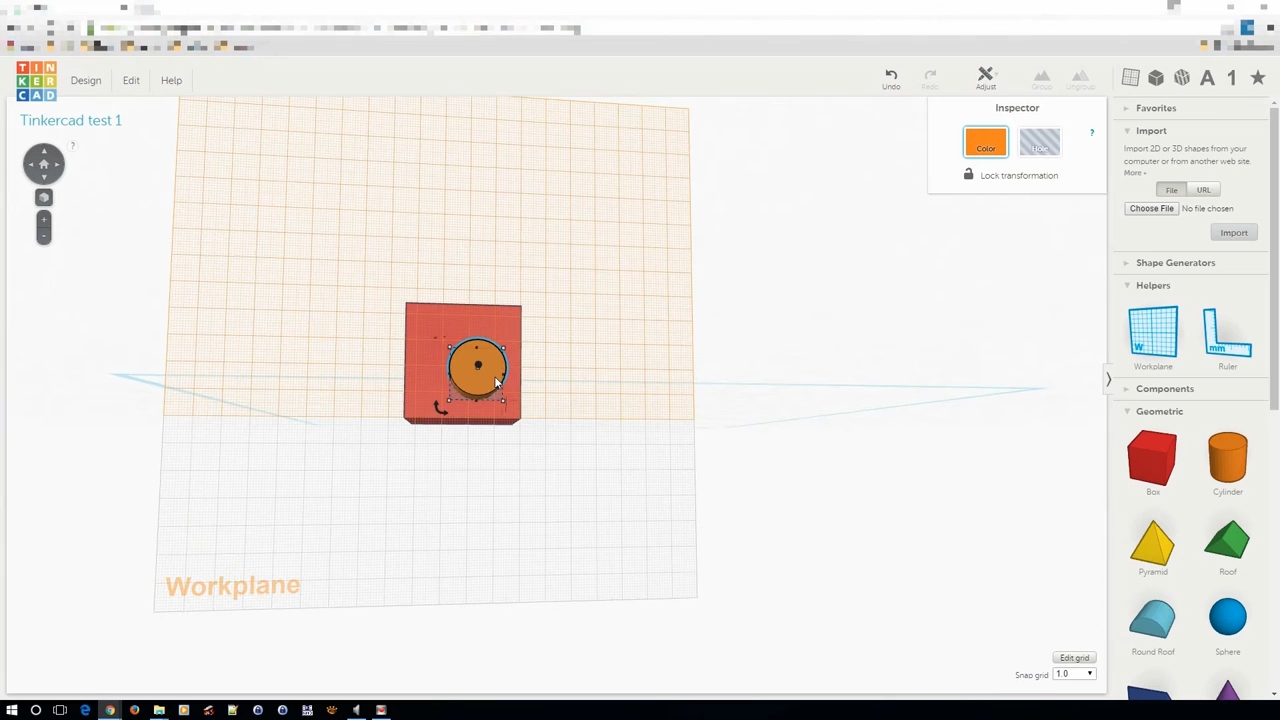 TIN
KER
CAD
Design
Edit
Help
Undo
Redo
Adjust
Group
Ungroup
Tinkercad test 1
?
Inspector
Color
Hole
?
Lock transformation
Favorites
Import
Import 2D or 3D shapes from your
computer or from another web site.
More
File
URL
Choose File
No file chosen
Import
Shape Generators
Helpers
W
mm
Workplane
Ruler
Components
Geometric
Box
Cylinder
Pyramid
Roof
Round Roof
Sphere
Workplane
Edit grid
Snap grid
1.0